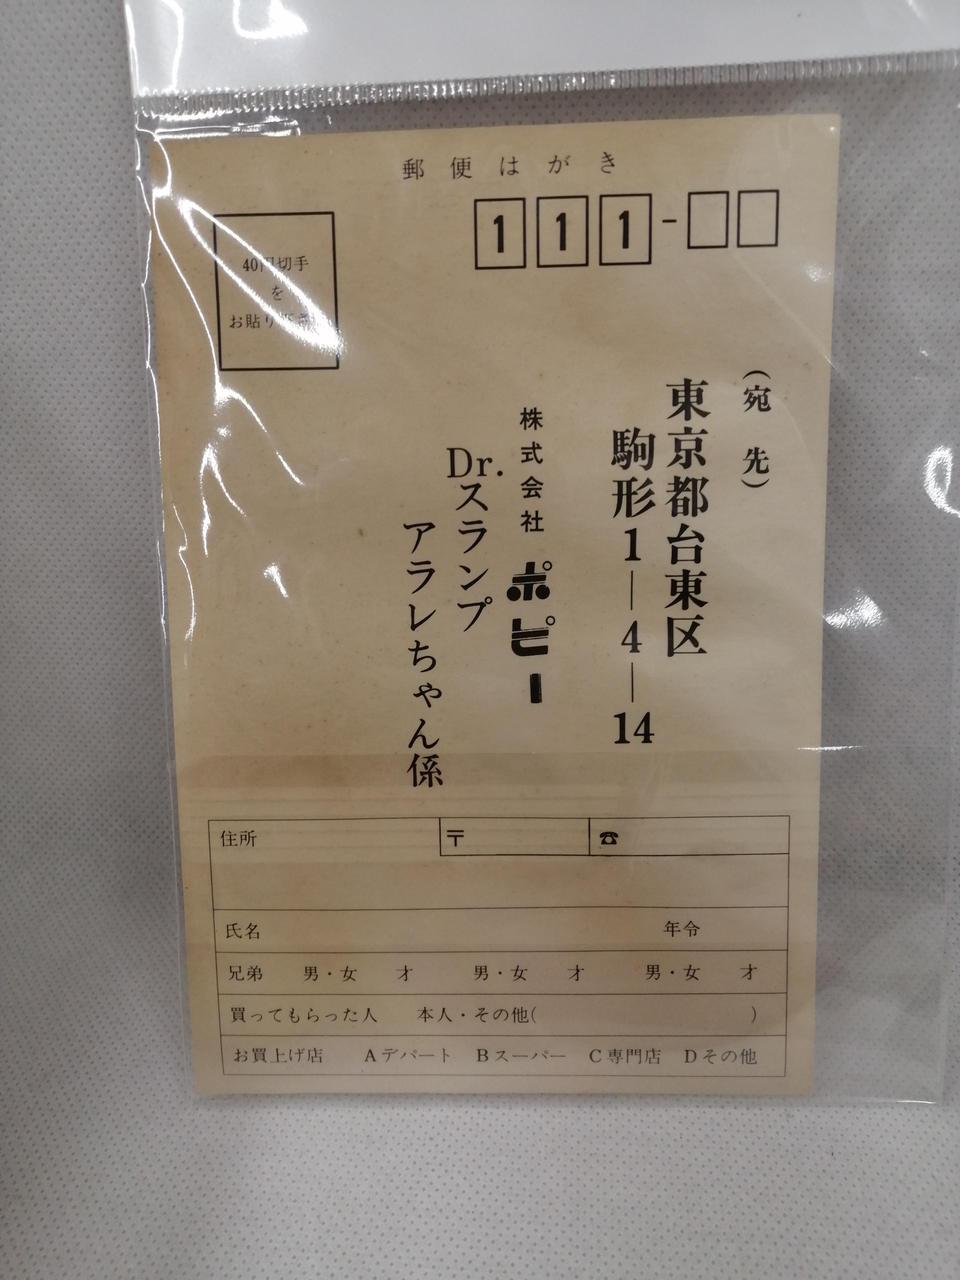 郵便はがき
111-
40円切手
を
お貼り下さい
(宛先)
東京都台東区
駒形1―4―14
株式会社ポピー
Dr.スランプ
アラレちゃん係
住所 〒 ☎
氏名 年令
兄弟 男・女 才 男・女 才 男・女 才
買ってもらった人 本人・その他( )
お買上げ店 Aデパート Bスーパー C専門店 Dその他